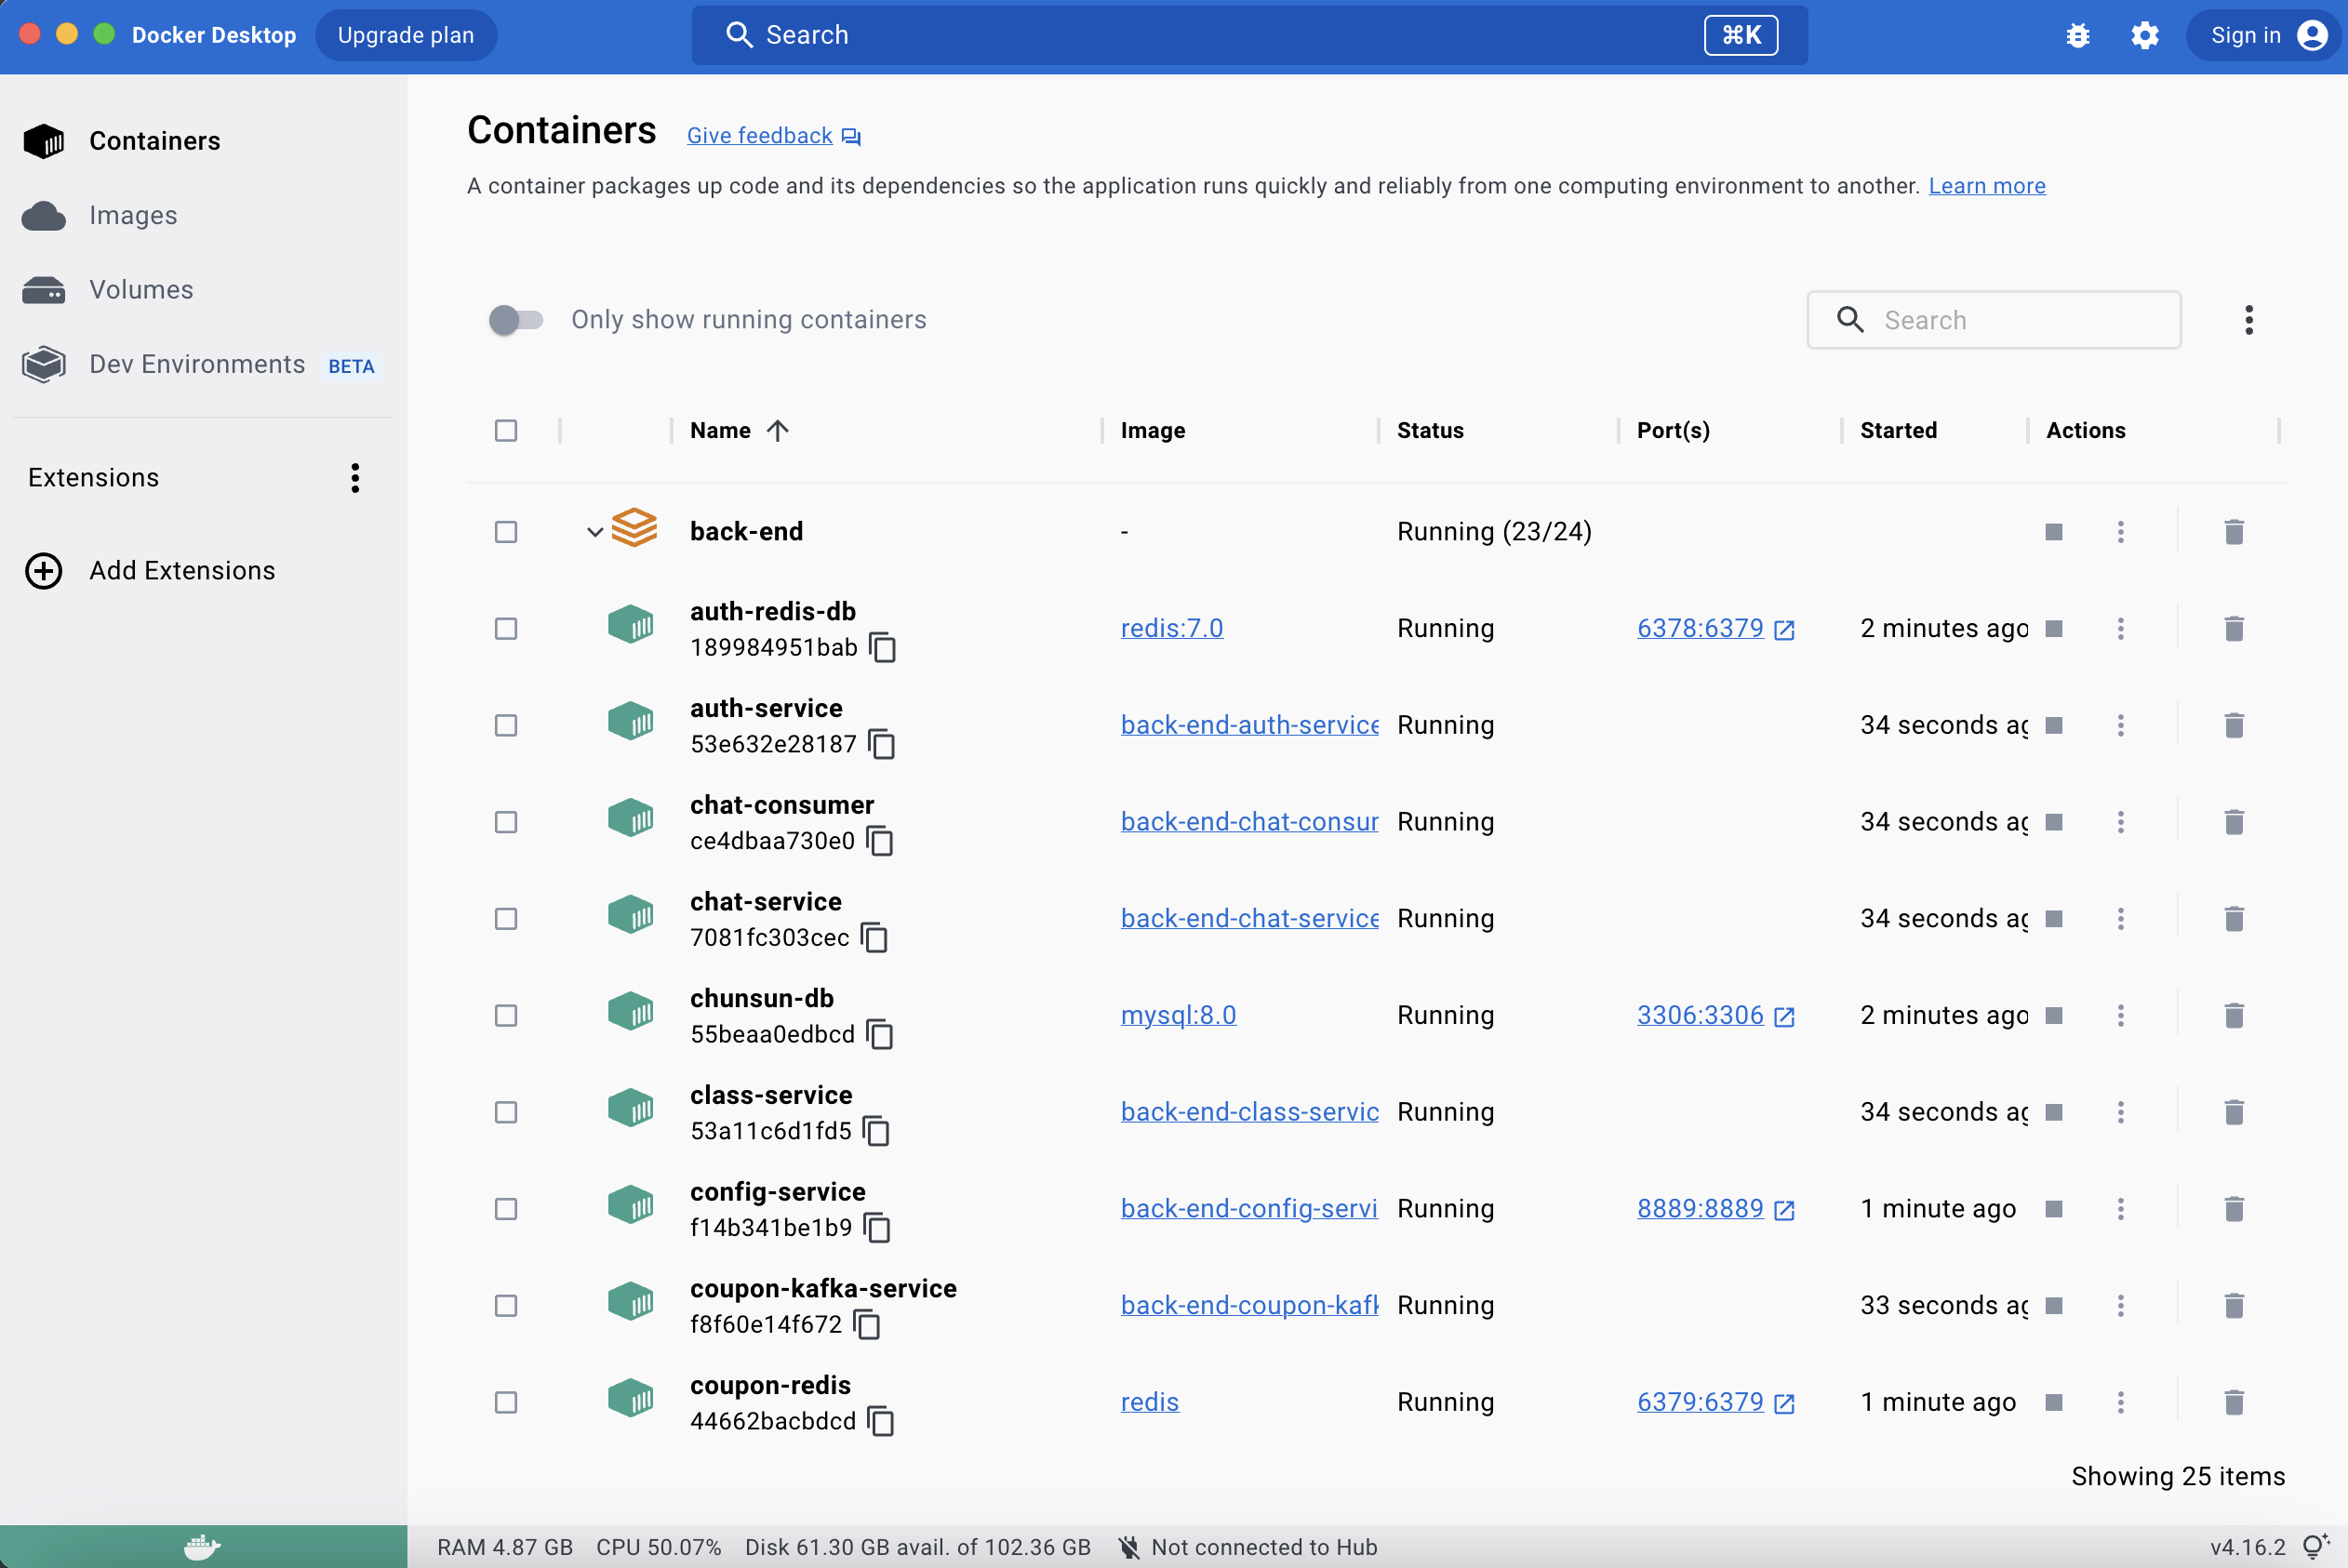 Docker Desktop Upgrade plan Search ⌘K Sign in
Containers
Images
Volumes
Dev Environments BETA
Extensions
Add Extensions
Containers Give feedback
A container packages up code and its dependencies so the application runs quickly and reliably from one computing environment to another. Learn more
Only show running containers Search
Name Image Status Port(s) Started Actions
back-end - Running (23/24)
auth-redis-db
189984951bab redis:7.0 Running 6378:6379 2 minutes ago
auth-service
53e632e28187 back-end-auth-service Running 34 seconds ag
chat-consumer
ce4dbaa730e0 back-end-chat-consur Running 34 seconds ag
chat-service
7081fc303cec back-end-chat-service Running 34 seconds ag
chunsun-db
55beaa0edbcd mysql:8.0 Running 3306:3306 2 minutes ago
class-service
53a11c6d1fd5 back-end-class-servic Running 34 seconds ag
config-service
f14b341be1b9 back-end-config-servi Running 8889:8889 1 minute ago
coupon-kafka-service
f8f60e14f672 back-end-coupon-kafk Running 33 seconds ag
coupon-redis
44662bacbdcd redis Running 6379:6379 1 minute ago
Showing 25 items
RAM 4.87 GB CPU 50.07% Disk 61.30 GB avail. of 102.36 GB Not connected to Hub v4.16.2